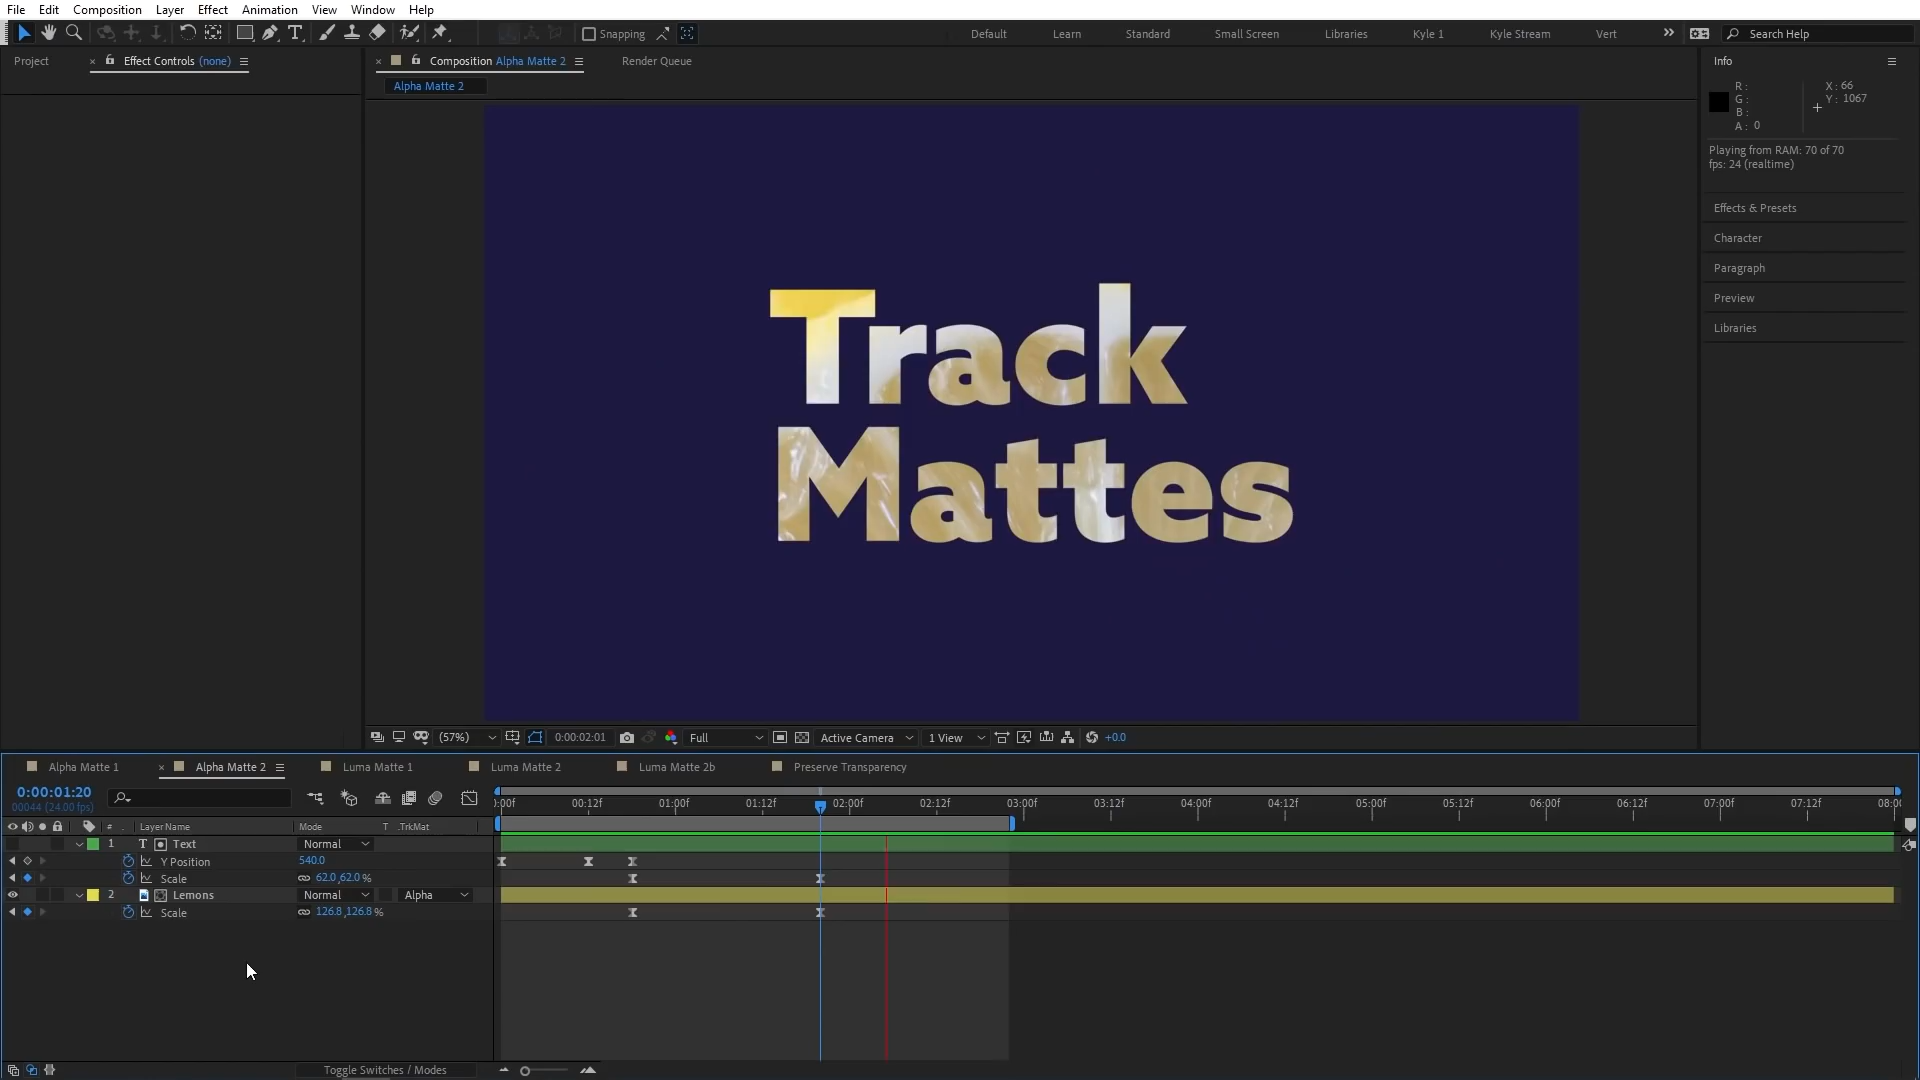 File Edit Composition Layer Effect Animation View Window Help
Snapping Default Learn Standard Small Screen Libraries Kyle 1 Kyle Stream Vert Search Help
Project Effect Controls (none) Composition Alpha Matte 2 Render Queue Info
Alpha Matte 2
R : X : 66
G : Y : 1067
B :
A : 0
Playing from RAM: 70 of 70
fps: 24 (realtime)
Effects & Presets
Character
Paragraph
Preview
Libraries
Track
Mattes
(57%) 0:00:02:01 Full Active Camera 1 View +0.0
Alpha Matte 1 Alpha Matte 2 Luma Matte 1 Luma Matte 2 Luma Matte 2b Preserve Transparency
0:00:01:20
00044 (24.00 fps)
:00f 00:12f 01:00f 01:12f 02:00f 02:12f 03:00f 03:12f 04:00f 04:12f 05:00f 05:12f 06:00f 06:12f 07:00f 07:12f 08:00
# Layer Name Mode T .TrkMat
1 T Text Normal
Y Position 540.0
Scale 62.0,62.0 %
2 Lemons Normal Alpha
Scale 126.8,126.8 %
Toggle Switches / Modes